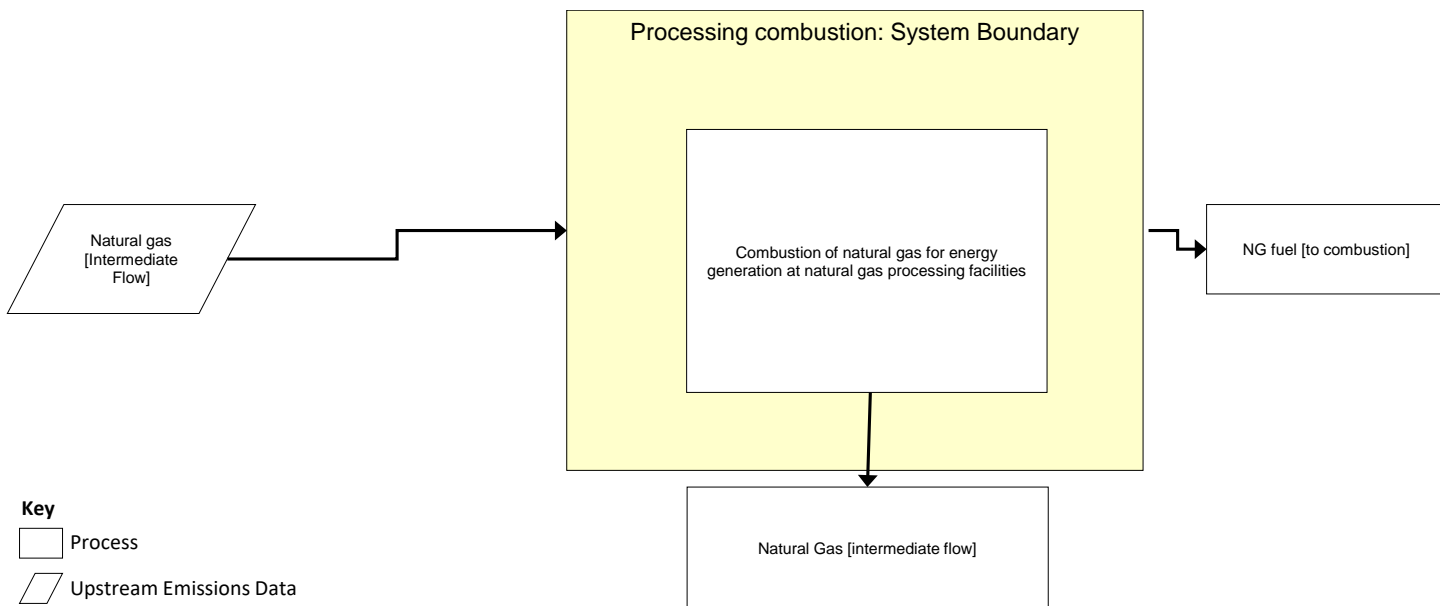 Processing combustion: System Boundary
Natural gas
[Intermediate
Flow]
Combustion of natural gas for energy
generation at natural gas processing facilities
NG fuel [to combustion]
Natural Gas [intermediate flow]
Key
Process
Upstream Emissions Data